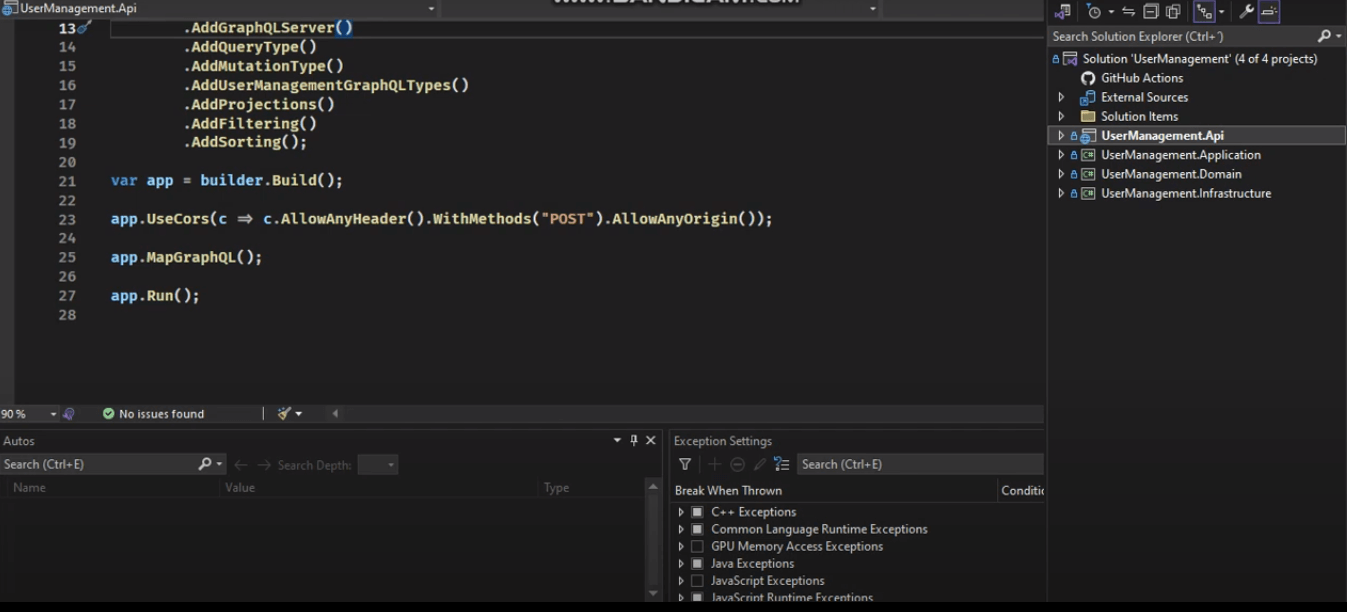 UserManagement.Api
13 .AddGraphQLServer()
14 .AddQueryType()
15 .AddMutationType()
16 .AddUserManagementGraphQLTypes()
17 .AddProjections()
18 .AddFiltering()
19 .AddSorting();
20
21 var app = builder.Build();
22
23 app.UseCors(c => c.AllowAnyHeader().WithMethods("POST").AllowAnyOrigin());
24
25 app.MapGraphQL();
26
27 app.Run();
28
90 %
No issues found
Autos
Search (Ctrl+E)
Search Depth:
Name Value Type
Exception Settings
Search (Ctrl+E)
Break When Thrown
C++ Exceptions
Common Language Runtime Exceptions
GPU Memory Access Exceptions
Java Exceptions
JavaScript Exceptions
JavaScript Runtime Exceptions
Search Solution Explorer (Ctrl+¨)
Solution 'UserManagement' (4 of 4 projects)
GitHub Actions
External Sources
Solution Items
UserManagement.Api
UserManagement.Application
UserManagement.Domain
UserManagement.Infrastructure